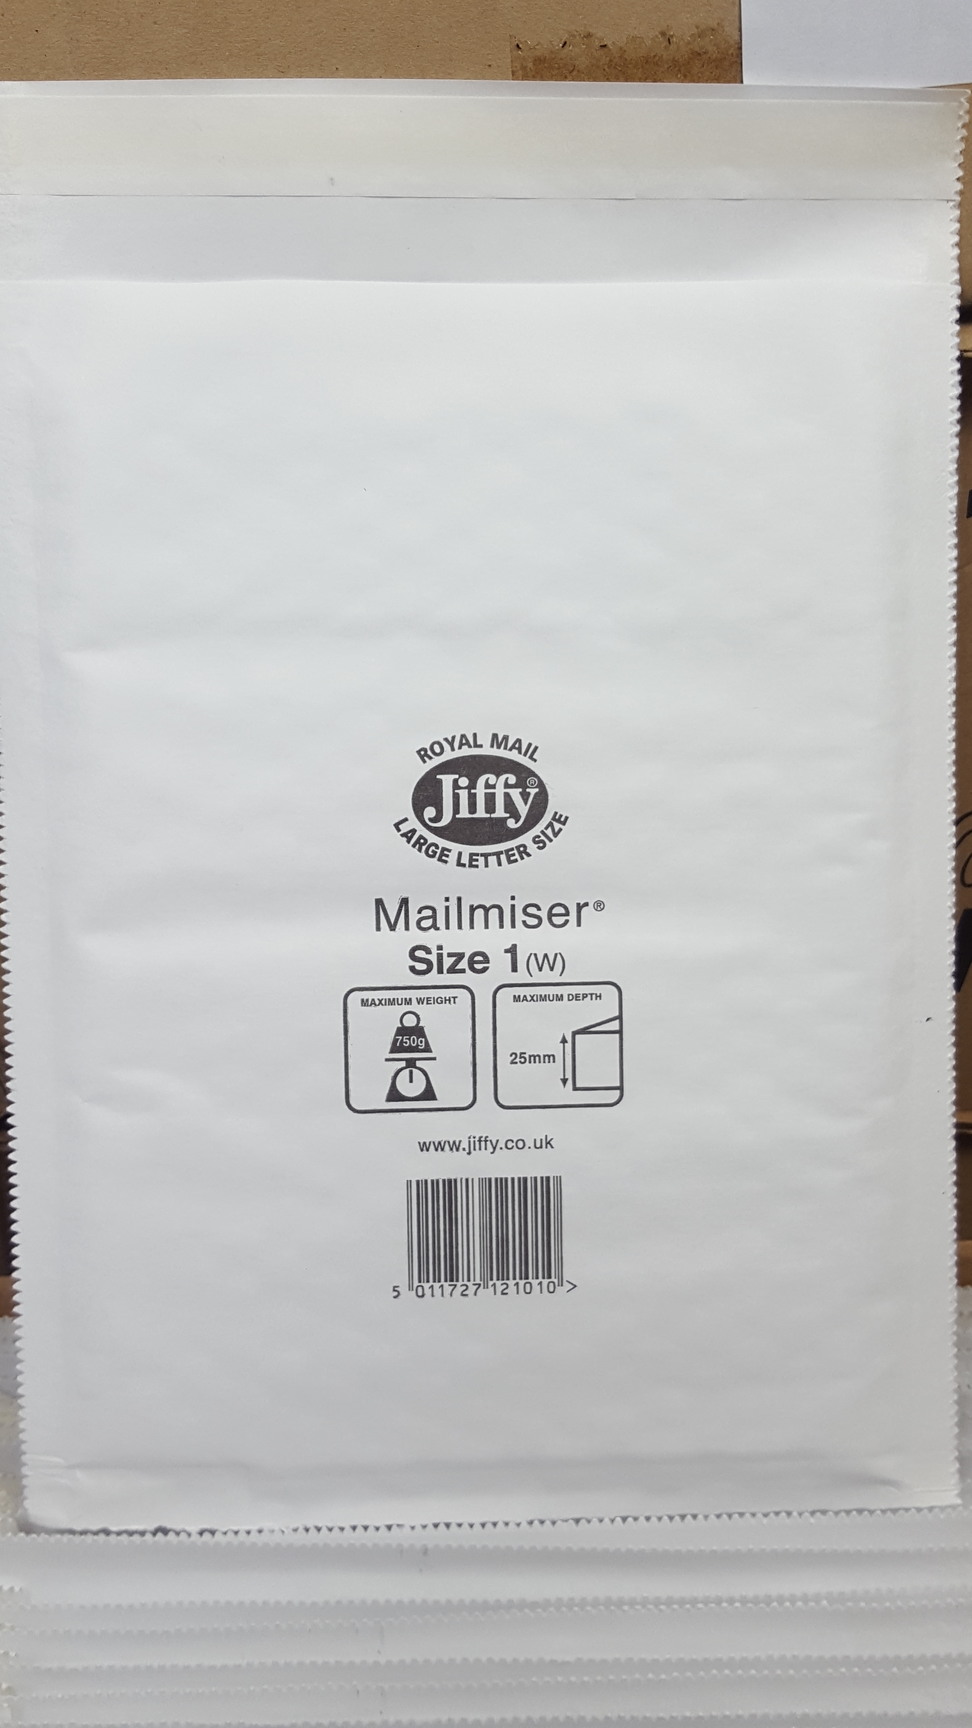 ROYAL MAIL
Jiffy®
LARGE LETTER SIZE
Mailmiser®
Size 1 (W)
MAXIMUM WEIGHT
750g
MAXIMUM DEPTH
25mm
www.jiffy.co.uk
5 011727 121010 >